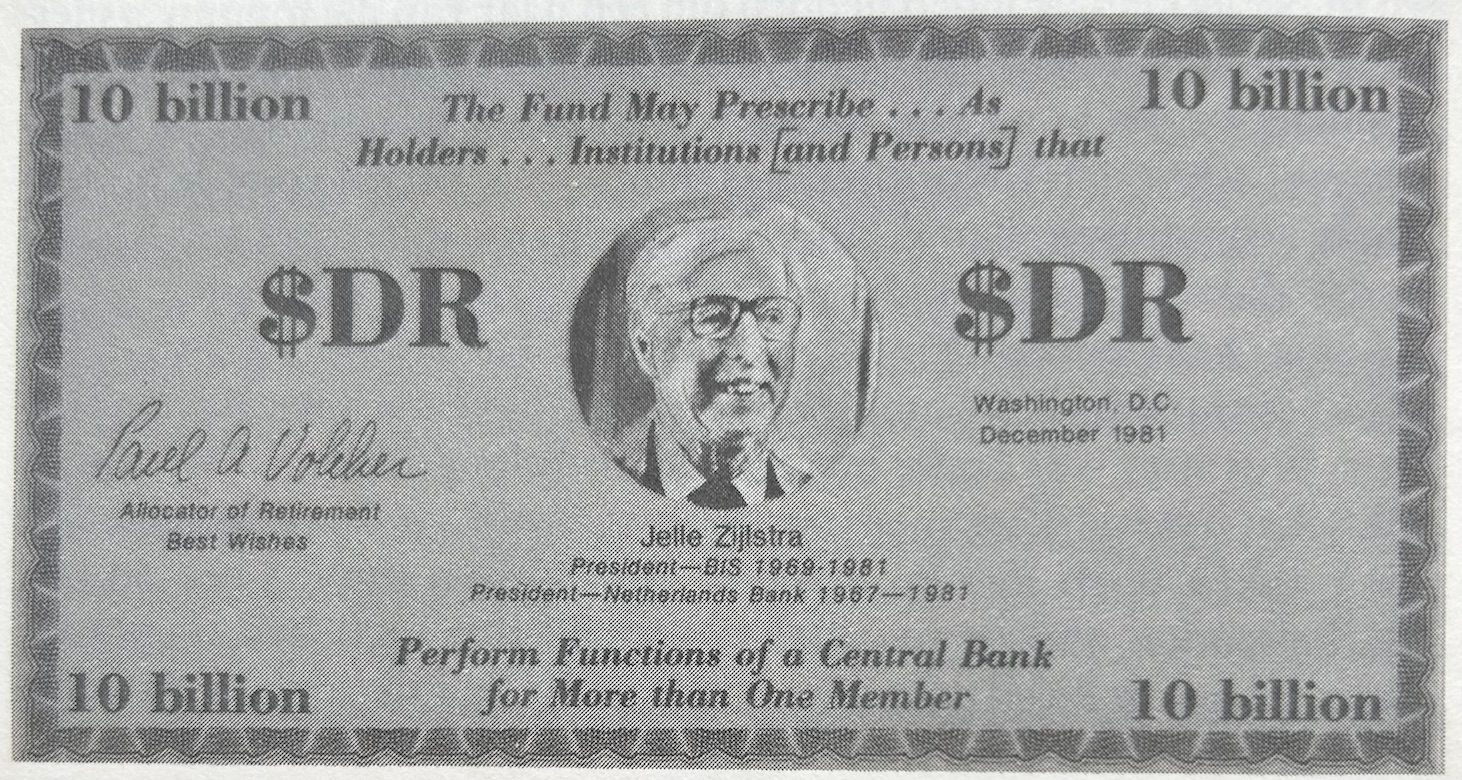 10 billion
10 billion
The Fund May Prescribe . . . As
Holders . . . Institutions [and Persons] that
$DR
$DR
Washington, D.C.
December 1981
Paul A Volcker
Allocator of Retirement
Best Wishes
Jelle Zijlstra
President—BIS 1969-1981
President—Netherlands Bank 1967—1981
Perform Functions of a Central Bank
for More than One Member
10 billion
10 billion